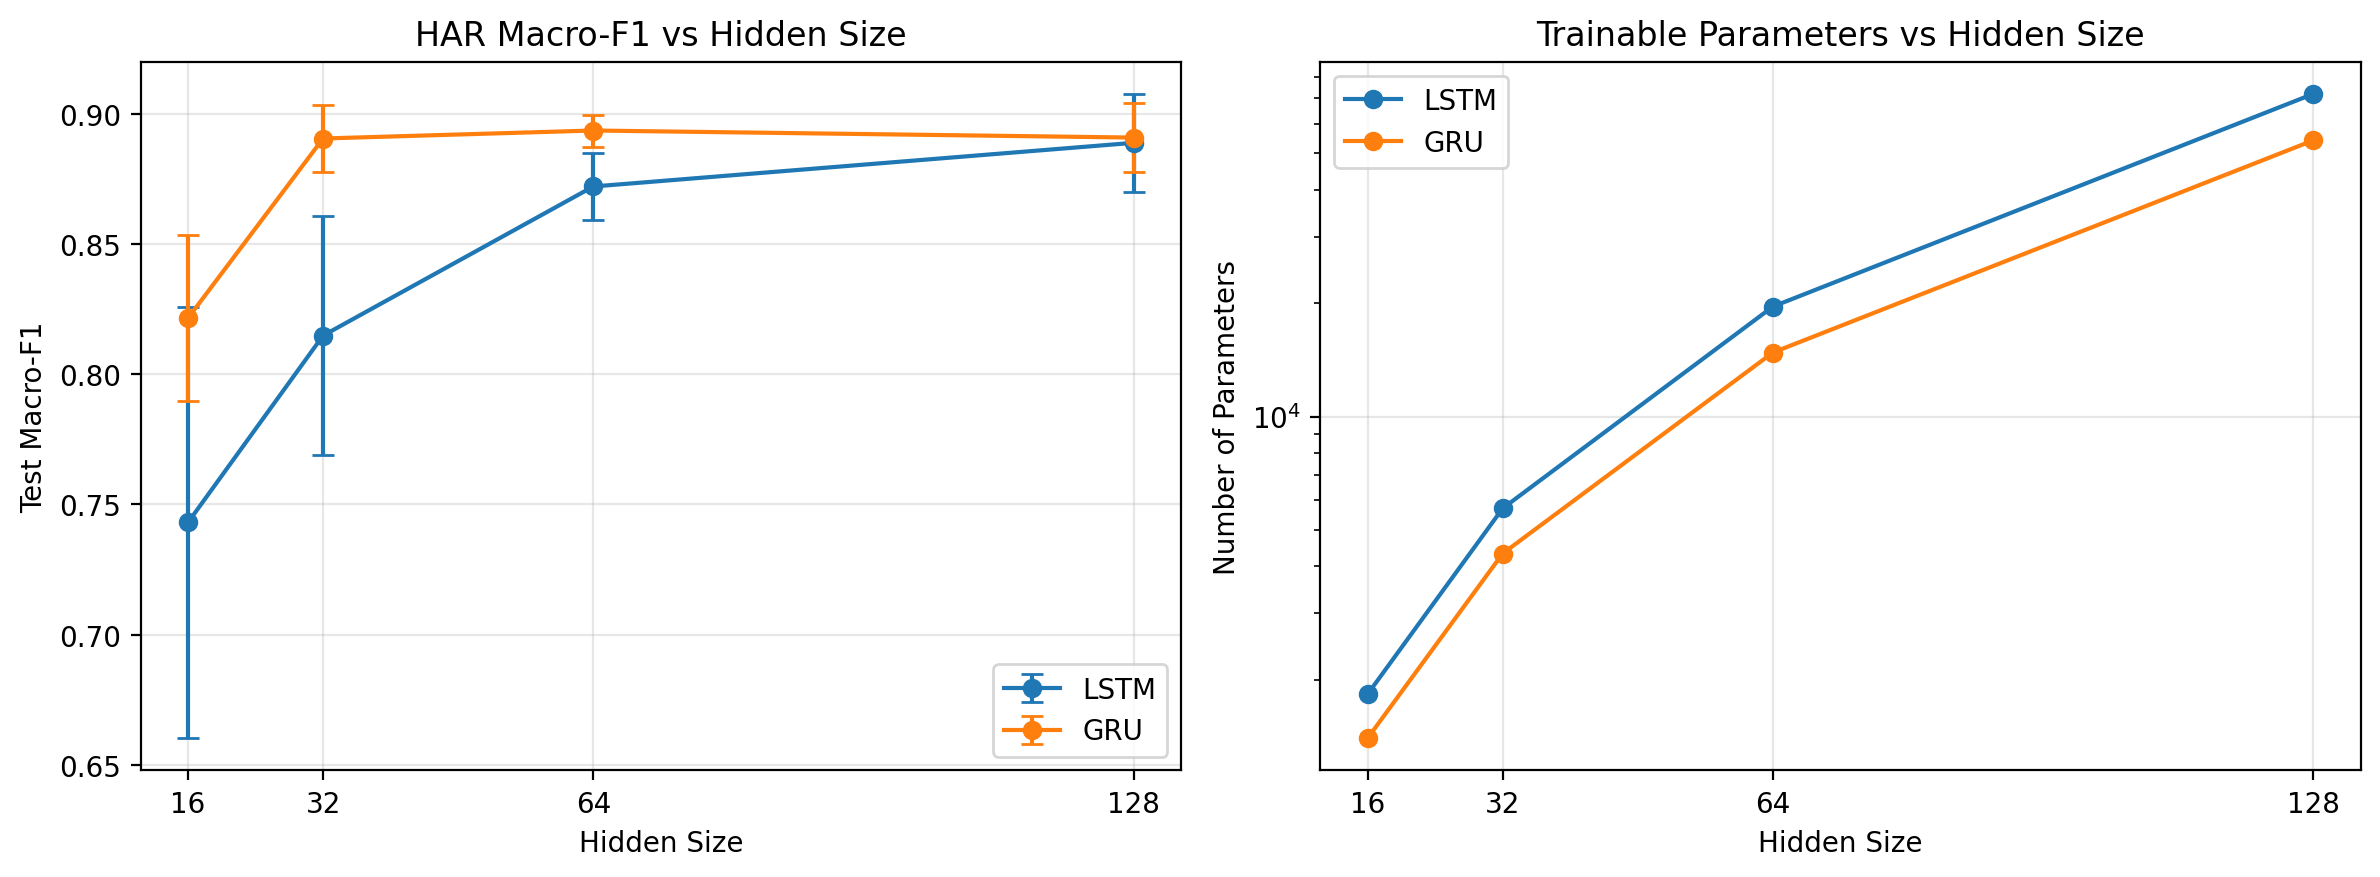 HAR Macro-F1 vs Hidden Size
Test Macro-F1
0.90
0.85
0.80
0.75
0.70
0.65
16 32 64 128
Hidden Size
LSTM
GRU
Trainable Parameters vs Hidden Size
Number of Parameters
10⁴
16 32 64 128
Hidden Size
LSTM
GRU